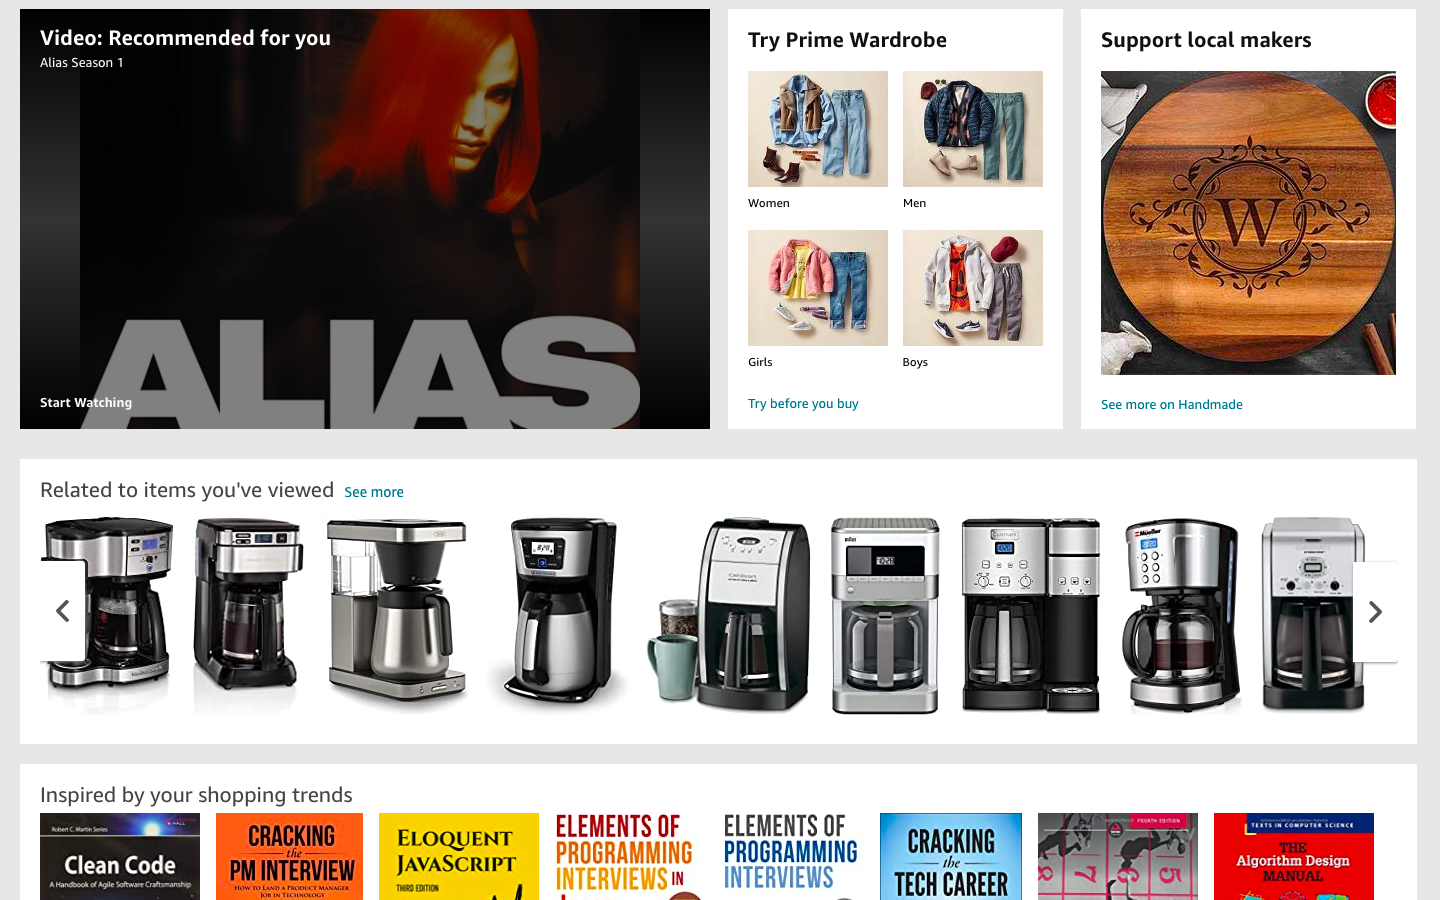 Video: Recommended for you
Alias Season 1
ALIAS
Start Watching
Try Prime Wardrobe
Women
Men
Girls
Boys
Try before you buy
Support local makers
W
See more on Handmade
Related to items you've viewed See more
Inspired by your shopping trends
Robert C. Martin Series
Clean Code
A Handbook of Agile Software Craftsmanship
CRACKING
the
PM INTERVIEW
HOW TO LAND A PRODUCT MANAGER
JOB IN TECHNOLOGY
ELOQUENT
JAVASCRIPT
THIRD EDITION
ELEMENTS OF
PROGRAMMING
INTERVIEWS IN
ELEMENTS OF
PROGRAMMING
INTERVIEWS
CRACKING
the
TECH CAREER
FOURTH EDITION
8
7
6
5
TEXTS IN COMPUTER SCIENCE
THE
Algorithm Design
MANUAL